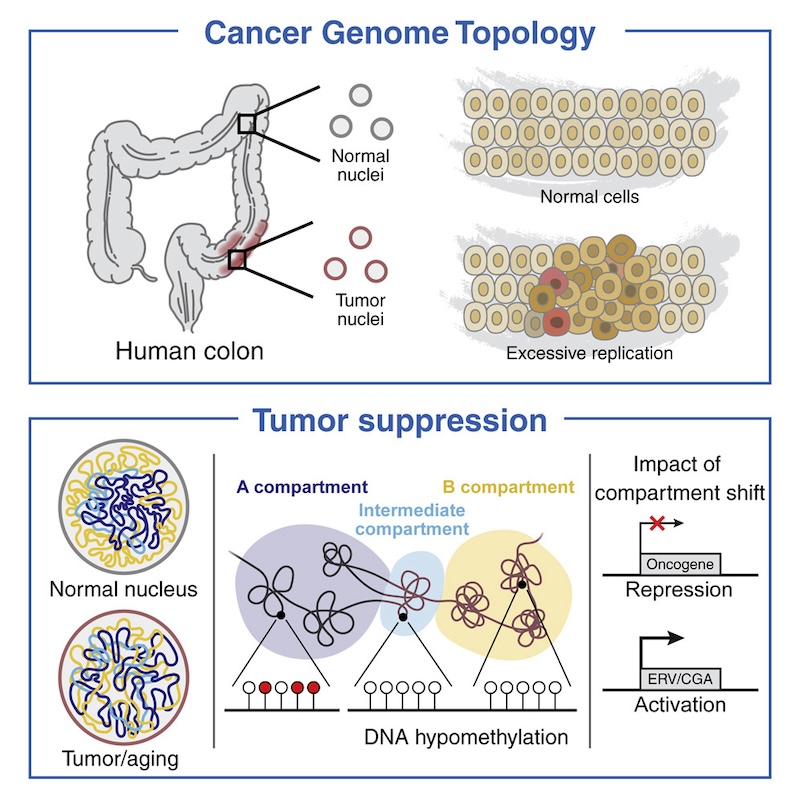 Cancer Genome Topology
Normal
nuclei
Normal cells
Tumor
nuclei
Human colon
Excessive replication
Tumor suppression
Normal nucleus
Tumor/aging
A compartment
B compartment
Intermediate
compartment
DNA hypomethylation
Impact of
compartment shift
Oncogene
Repression
ERV/CGA
Activation